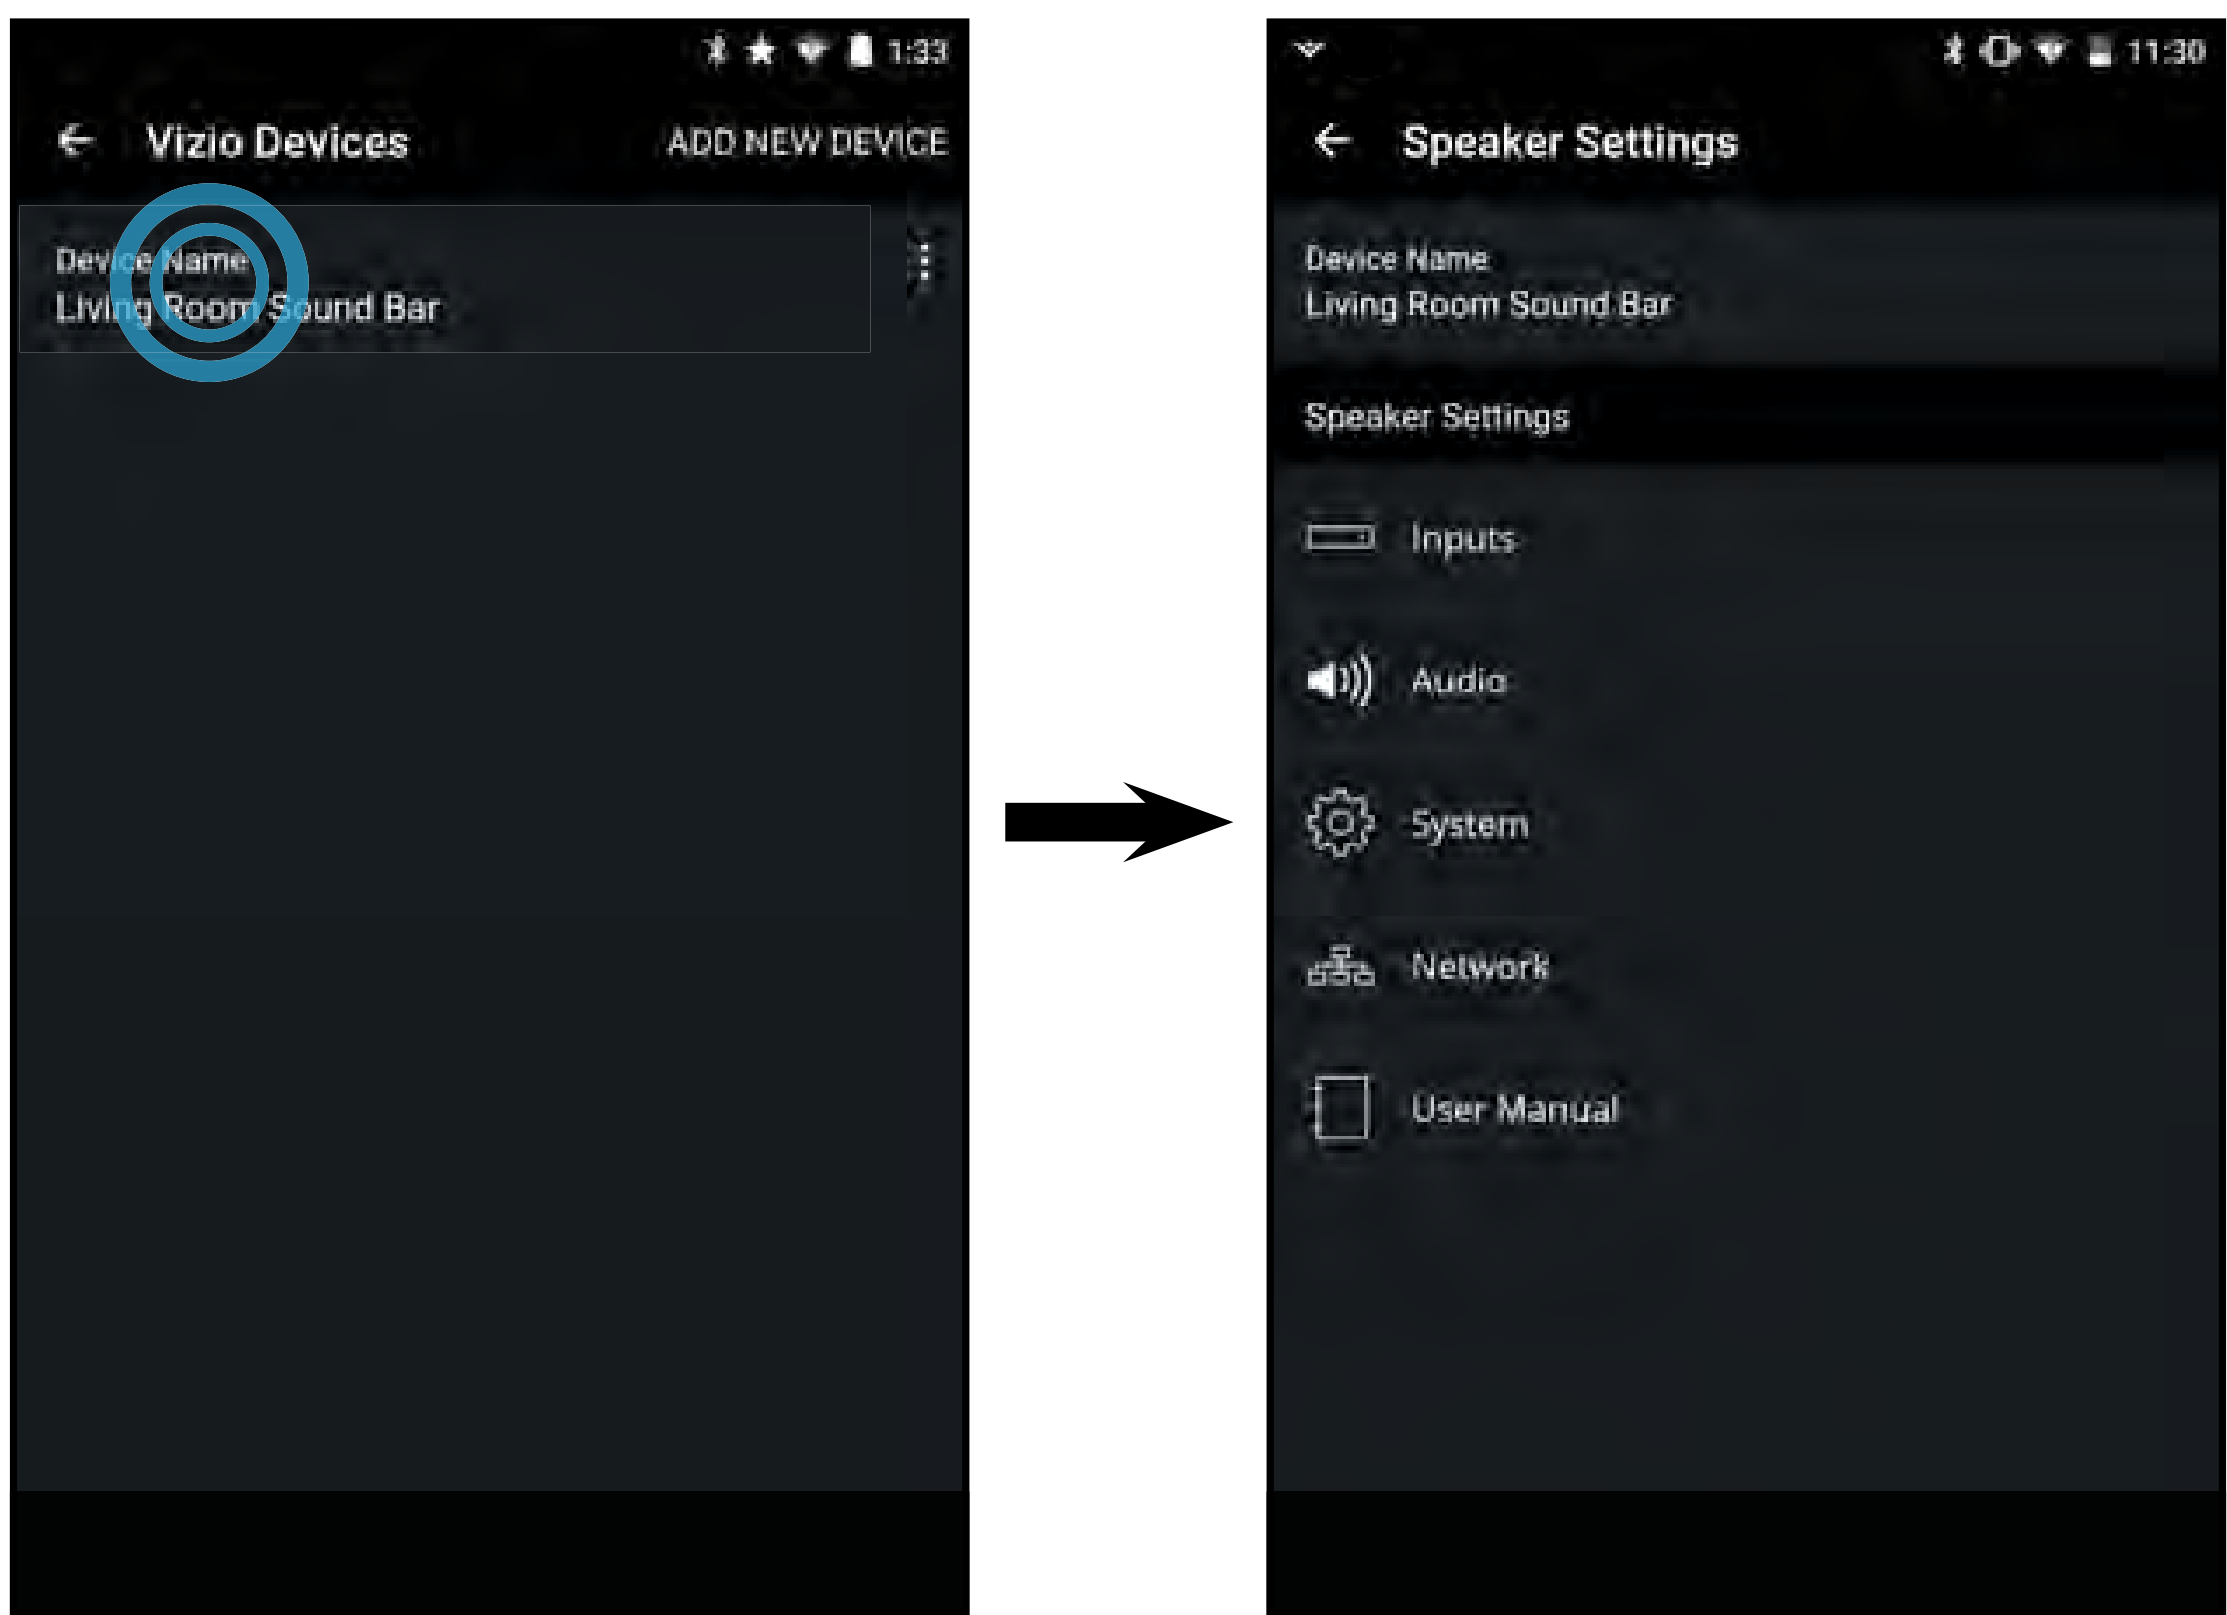 1:33
Vizio Devices ADD NEW DEVICE
Device Name
Living Room Sound Bar
11:30
Speaker Settings
Device Name
Living Room Sound Bar
Speaker Settings
Inputs
Audio
System
Network
User Manual